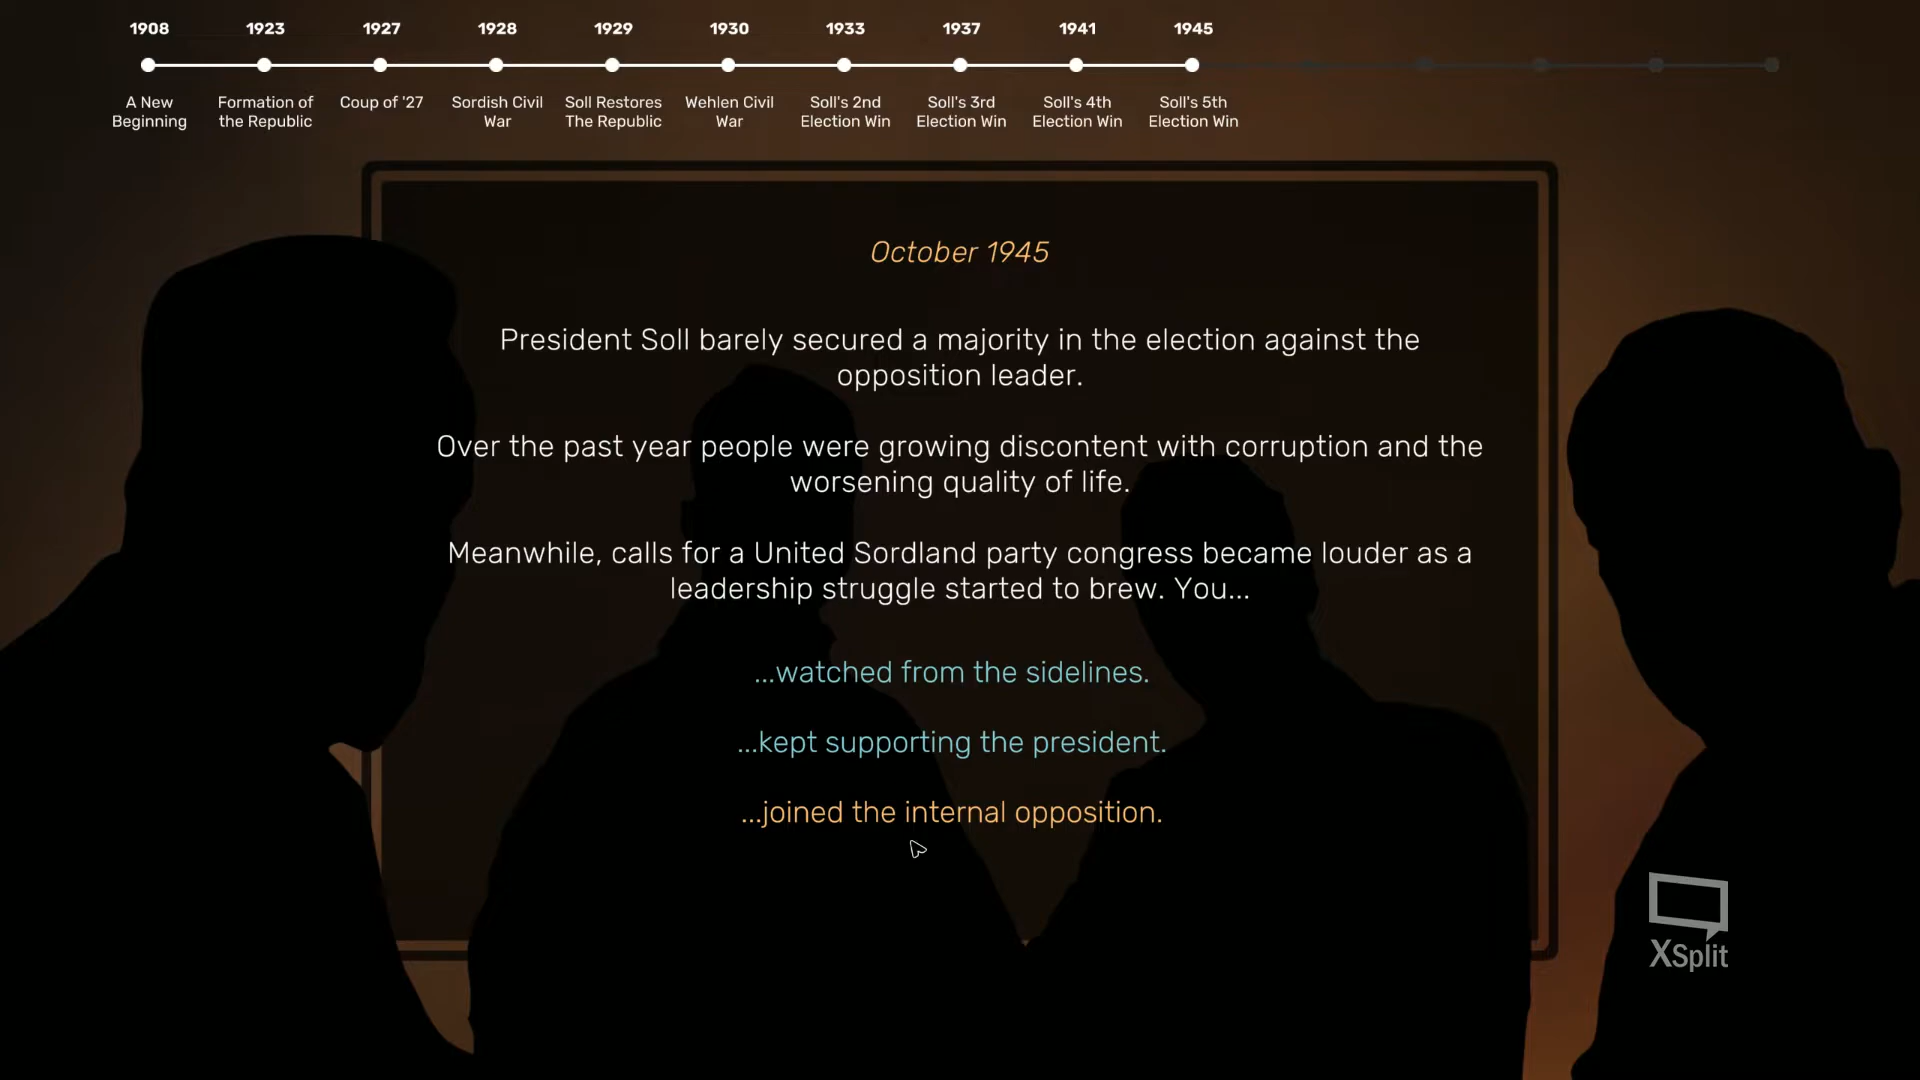 1908 1923 1927 1928 1929 1930 1933 1937 1941 1945
A New Formation of Coup of '27 Sordish Civil Soll Restores Wehlen Civil Soll's 2nd Soll's 3rd Soll's 4th Soll's 5th
Beginning the Republic War The Republic War Election Win Election Win Election Win Election Win
October 1945
President Soll barely secured a majority in the election against the
opposition leader.
Over the past year people were growing discontent with corruption and the
worsening quality of life.
Meanwhile, calls for a United Sordland party congress became louder as a
leadership struggle started to brew. You...
...watched from the sidelines.
...kept supporting the president.
...joined the internal opposition.
XSplit